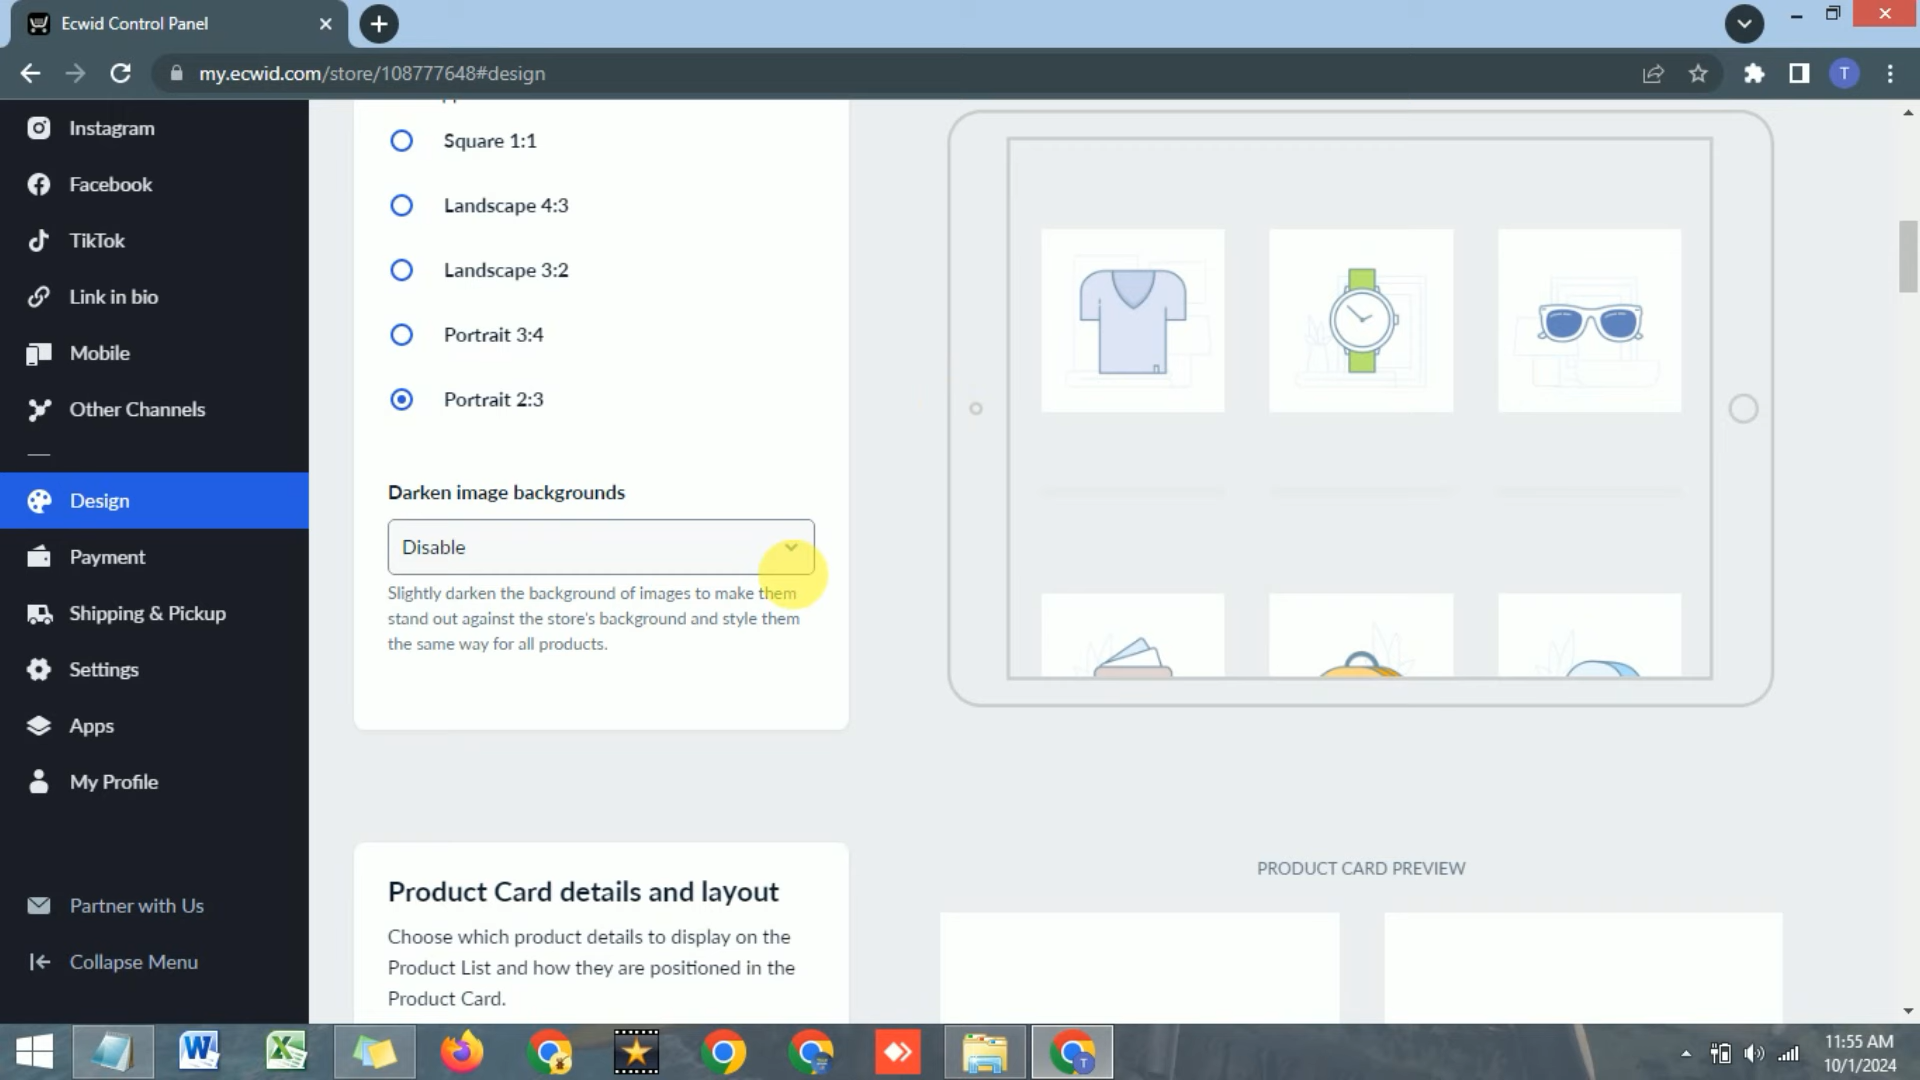 Ecwid Control Panel
my.ecwid.com/store/108777648#design
T
Instagram
Facebook
TikTok
Link in bio
Mobile
Other Channels
Design
Payment
Shipping & Pickup
Settings
Apps
My Profile
Partner with Us
Collapse Menu
Square 1:1
Landscape 4:3
Landscape 3:2
Portrait 3:4
Portrait 2:3
Darken image backgrounds
Disable
Slightly darken the background of images to make them
stand out against the store's background and style them
the same way for all products.
Product Card details and layout
Choose which product details to display on the
Product List and how they are positioned in the
Product Card.
PRODUCT CARD PREVIEW
11:55 AM
10/1/2024